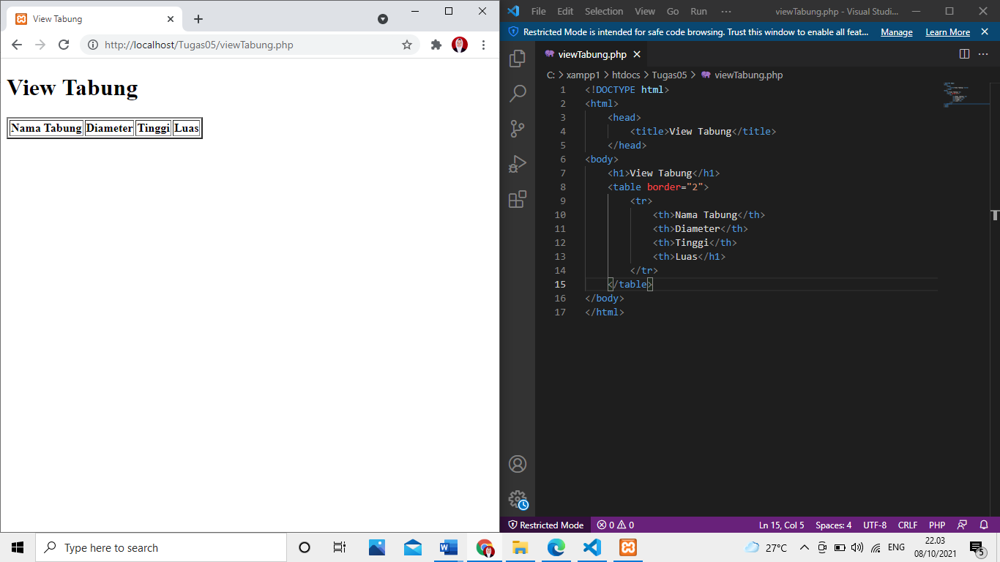 View Tabung
http://localhost/Tugas05/viewTabung.php
View Tabung
Nama Tabung Diameter Tinggi Luas
File Edit Selection View Go Run ··· viewTabung.php - Visual Studi...
Restricted Mode is intended for safe code browsing. Trust this window to enable all feat... Manage Learn More
viewTabung.php
C: > xampp1 > htdocs > Tugas05 > viewTabung.php
1 <!DOCTYPE html>
2 <html>
3 <head>
4 <title>View Tabung</title>
5 </head>
6 <body>
7 <h1>View Tabung</h1>
8 <table border="2">
9 <tr>
10 <th>Nama Tabung</th>
11 <th>Diameter</th>
12 <th>Tinggi</th>
13 <th>Luas</h1>
14 </tr>
15 </table>
16 </body>
17 </html>
Restricted Mode 0 0 Ln 15, Col 5 Spaces: 4 UTF-8 CRLF PHP
Type here to search
27°C ENG 22.03
08/10/2021 5